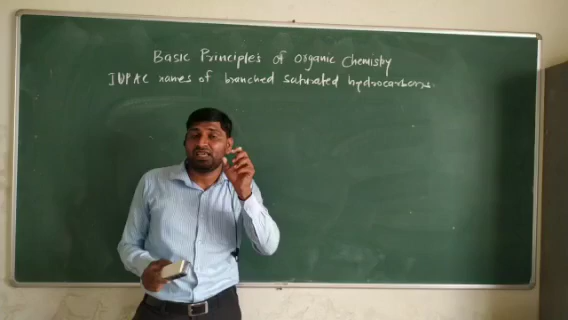 Basic Principles of Organic Chemistry
IUPAC names of branched saturated hydrocarbons